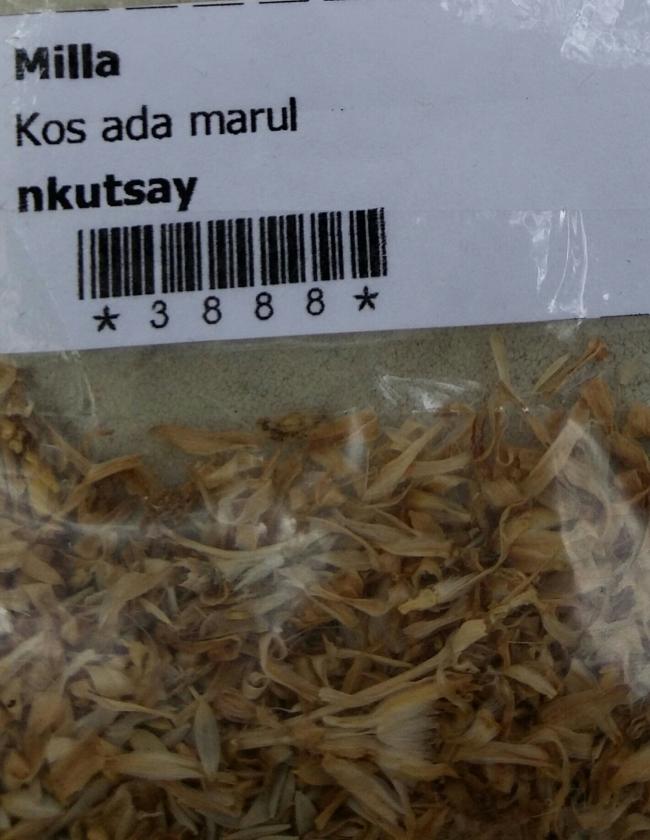 Milla
Kos ada marul
nkutsay
*3888*